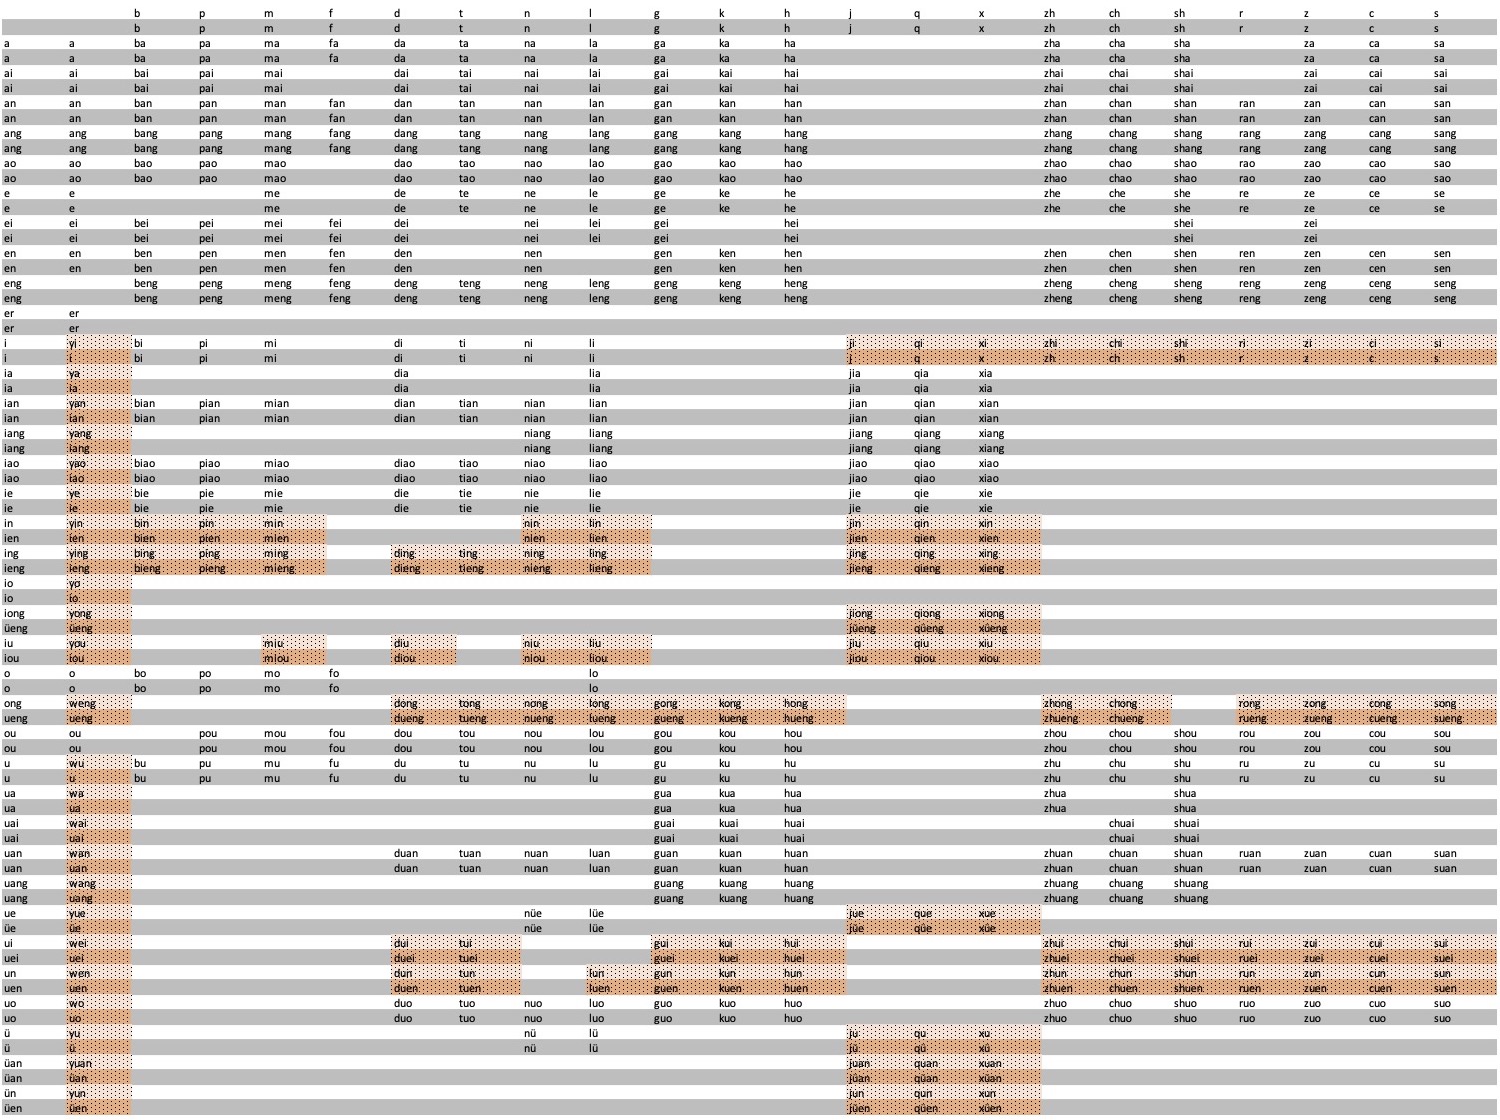 b p m f d t n l g k h j q x zh ch sh r z c s
b p m f d t n l g k h j q x zh ch sh r z c s
a a ba pa ma fa da ta na la ga ka ha zha cha sha za ca sa
a a ba pa ma fa da ta na la ga ka ha zha cha sha za ca sa
ai ai bai pai mai dai tai nai lai gai kai hai zhai chai shai zai cai sai
ai ai bai pai mai dai tai nai lai gai kai hai zhai chai shai zai cai sai
an an ban pan man fan dan tan nan lan gan kan han zhan chan shan ran zan can san
an an ban pan man fan dan tan nan lan gan kan han zhan chan shan ran zan can san
ang ang bang pang mang fang dang tang nang lang gang kang hang zhang chang shang rang zang cang sang
ang ang bang pang mang fang dang tang nang lang gang kang hang zhang chang shang rang zang cang sang
ao ao bao pao mao dao tao nao lao gao kao hao zhao chao shao rao zao cao sao
ao ao bao pao mao dao tao nao lao gao kao hao zhao chao shao rao zao cao sao
e e me de te ne le ge ke he zhe che she re ze ce se
e e me de te ne le ge ke he zhe che she re ze ce se
ei ei bei pei mei fei dei nei lei gei hei shei zei
ei ei bei pei mei fei dei nei lei gei hei shei zei
en en ben pen men fen den nen gen ken hen zhen chen shen ren zen cen sen
en en ben pen men fen den nen gen ken hen zhen chen shen ren zen cen sen
eng beng peng meng feng deng teng neng leng geng keng heng zheng cheng sheng reng zeng ceng seng
eng beng peng meng feng deng teng neng leng geng keng heng zheng cheng sheng reng zeng ceng seng
er er
er er
i yi bi pi mi di ti ni li ji qi xi zhi chi shi ri zi ci si
i i bi pi mi di ti ni li j q x zh ch sh r z c s
ia ya dia lia jia qia xia
ia ia dia lia jia qia xia
ian yan bian pian mian dian tian nian lian jian qian xian
ian ian bian pian mian dian tian nian lian jian qian xian
iang yang niang liang jiang qiang xiang
iang iang niang liang jiang qiang xiang
iao yao biao piao miao diao tiao niao liao jiao qiao xiao
iao iao biao piao miao diao tiao niao liao jiao qiao xiao
ie ye bie pie mie die tie nie lie jie qie xie
ie ie bie pie mie die tie nie lie jie qie xie
in yin bin pin min nin lin jin qin xin
ien ien bien pien mien nien lien jien qien xien
ing ying bing ping ming ding ting ning ling jing qing xing
ieng ieng bieng pieng mieng dieng tieng nieng lieng jieng qieng xieng
io yo
io io
iong yong jiong qiong xiong
üeng üeng jüeng qüeng xüeng
iu you miu diu niu liu jiu qiu xiu
iou iou miou diou niou liou jiou qiou xiou
o o bo po mo fo lo
o o bo po mo fo lo
ong weng dong tong nong long gong kong hong zhong chong rong zong cong song
ueng ueng dueng tueng nueng lueng gueng kueng hueng zhueng chueng rueng zueng cueng sueng
ou ou pou mou fou dou tou nou lou gou kou hou zhou chou shou rou zou cou sou
ou ou pou mou fou dou tou nou lou gou kou hou zhou chou shou rou zou cou sou
u wu bu pu mu fu du tu nu lu gu ku hu zhu chu shu ru zu cu su
u u bu pu mu fu du tu nu lu gu ku hu zhu chu shu ru zu cu su
ua wa gua kua hua zhua shua
ua ua gua kua hua zhua shua
uai wai guai kuai huai chuai shuai
uai uai guai kuai huai chuai shuai
uan wan duan tuan nuan luan guan kuan huan zhuan chuan shuan ruan zuan cuan suan
uan uan duan tuan nuan luan guan kuan huan zhuan chuan shuan ruan zuan cuan suan
uang wang guang kuang huang zhuang chuang shuang
uang uang guang kuang huang zhuang chuang shuang
ue yue nüe lüe jue que xue
üe üe nüe lüe jüe qüe xüe
ui wei dui tui gui kui hui zhui chui shui rui zui cui sui
uei uei duei tuei guei kuei huei zhuei chuei shuei ruei zuei cuei suei
un wen dun tun lun gun kun hun zhun chun shun run zun cun sun
uen uen duen tuen luen guen kuen huen zhuen chuen shuen ruen zuen cuen suen
uo wo duo tuo nuo luo guo kuo huo zhuo chuo shuo ruo zuo cuo suo
uo uo duo tuo nuo luo guo kuo huo zhuo chuo shuo ruo zuo cuo suo
ü yu nü lü ju qu xu
ü ü nü lü jü qü xü
üan yuan juan quan xuan
üan üan jüan qüan xüan
ün yun jun qun xun
üen üen jüen qüen xüen